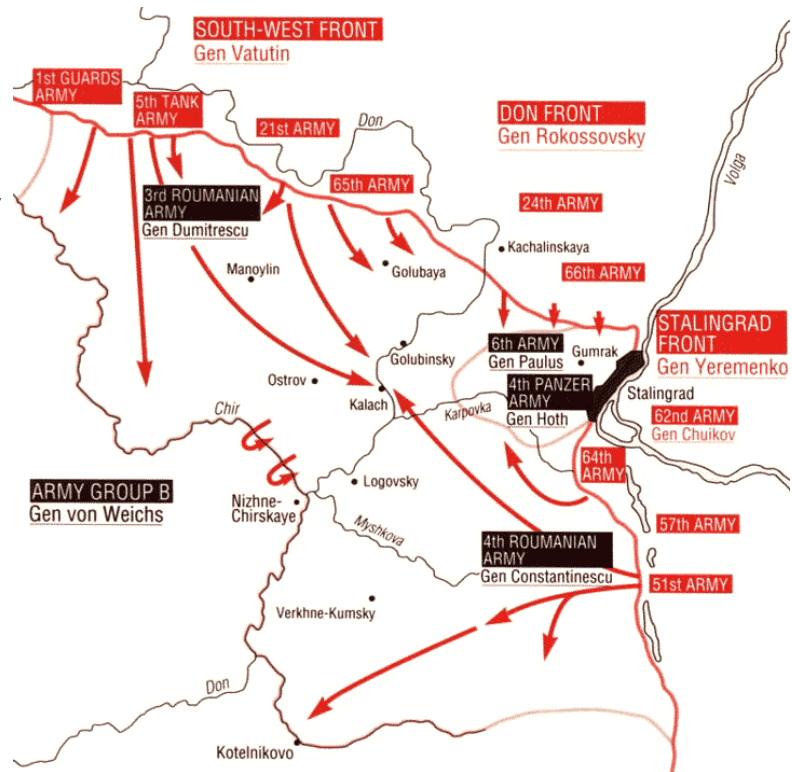 SOUTH-WEST FRONT
Gen Vatutin
1st GUARDS
ARMY
5th TANK
ARMY
21st ARMY
Don
DON FRONT
Gen Rokossovsky
Volga
65th ARMY
3rd ROUMANIAN
ARMY
Gen Dumitrescu
24th ARMY
Kachalinskaya
Manoylin
Golubaya
66th ARMY
STALINGRAD
FRONT
Gen Yeremenko
6th ARMY
Gen Paulus
Gumrak
Golubinsky
4th PANZER
ARMY
Gen Hoth
Ostrov
Kalach
Karpovka
Stalingrad
62nd ARMY
Gen Chuikov
Chir
64th
ARMY
ARMY GROUP B
Gen von Weichs
Logovsky
Nizhne-
Chirskaye
Myshkova
57th ARMY
4th ROUMANIAN
ARMY
Gen Constantinescu
51st ARMY
Verkhne-Kumsky
Don
Kotelnikovo